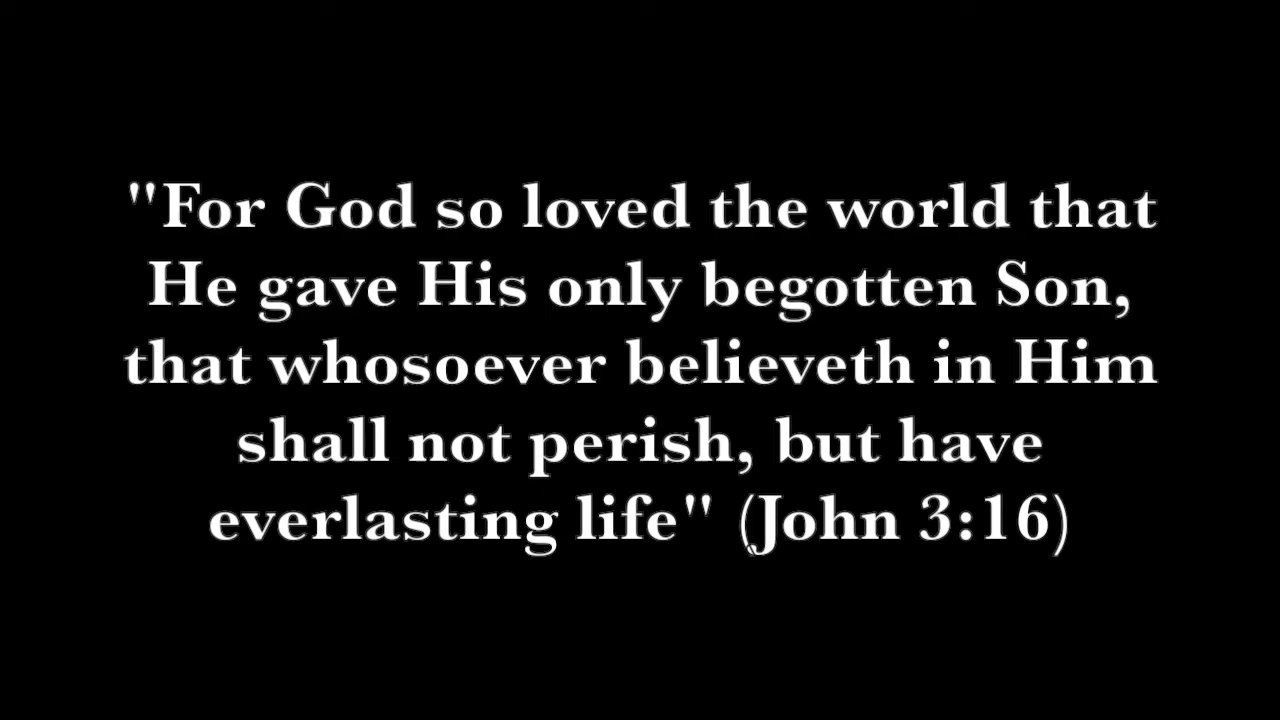 "For God so loved the world that
He gave His only begotten Son,
that whosoever believeth in Him
shall not perish, but have
everlasting life" (John 3:16)